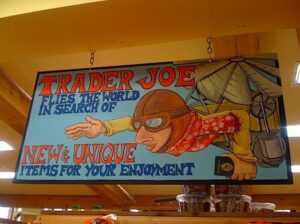 TRADER JOE
FLIES THE WORLD
IN SEARCH OF
NEW & UNIQUE
ITEMS FOR YOUR ENJOYMENT